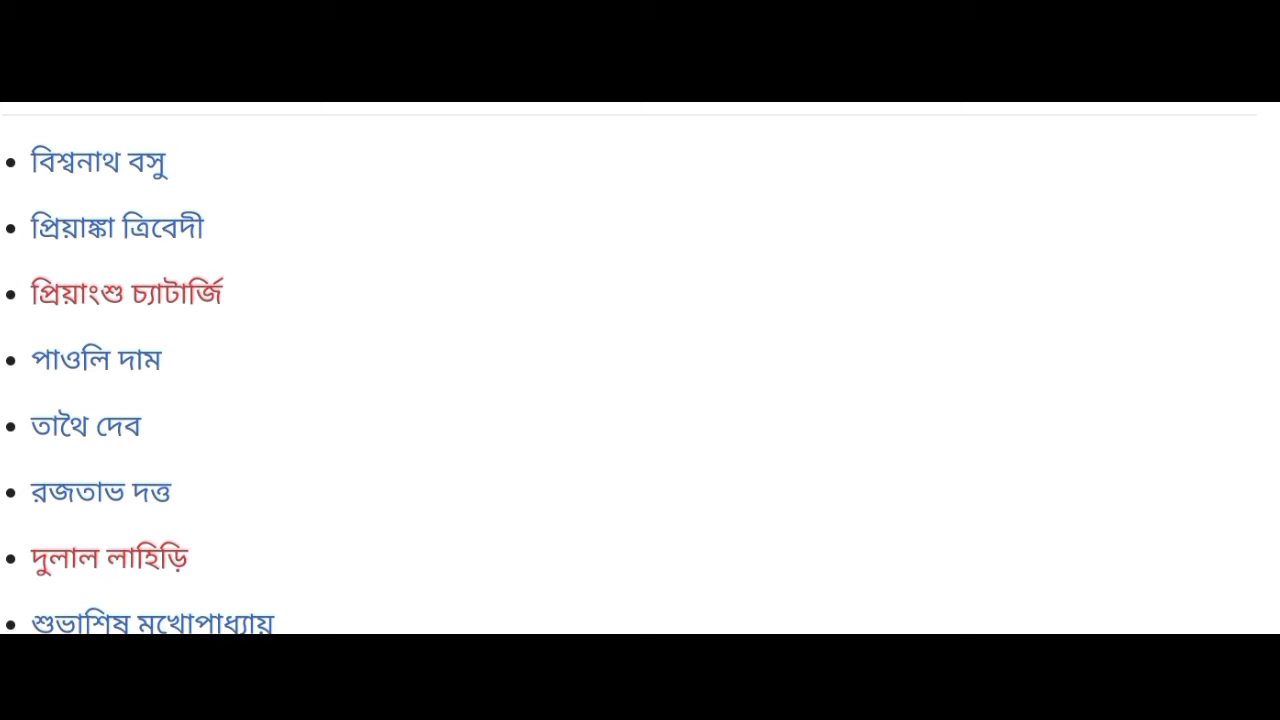 বিশ্বনাথ বসু
প্রিয়াঙ্কা ত্রিবেদী
প্রিয়াংশু চ্যাটার্জি
পাওলি দাম
তাথৈ দেব
রজতাভ দত্ত
দুলাল লাহিড়ি
শুভাশিষ মুখোপাধ্যায়